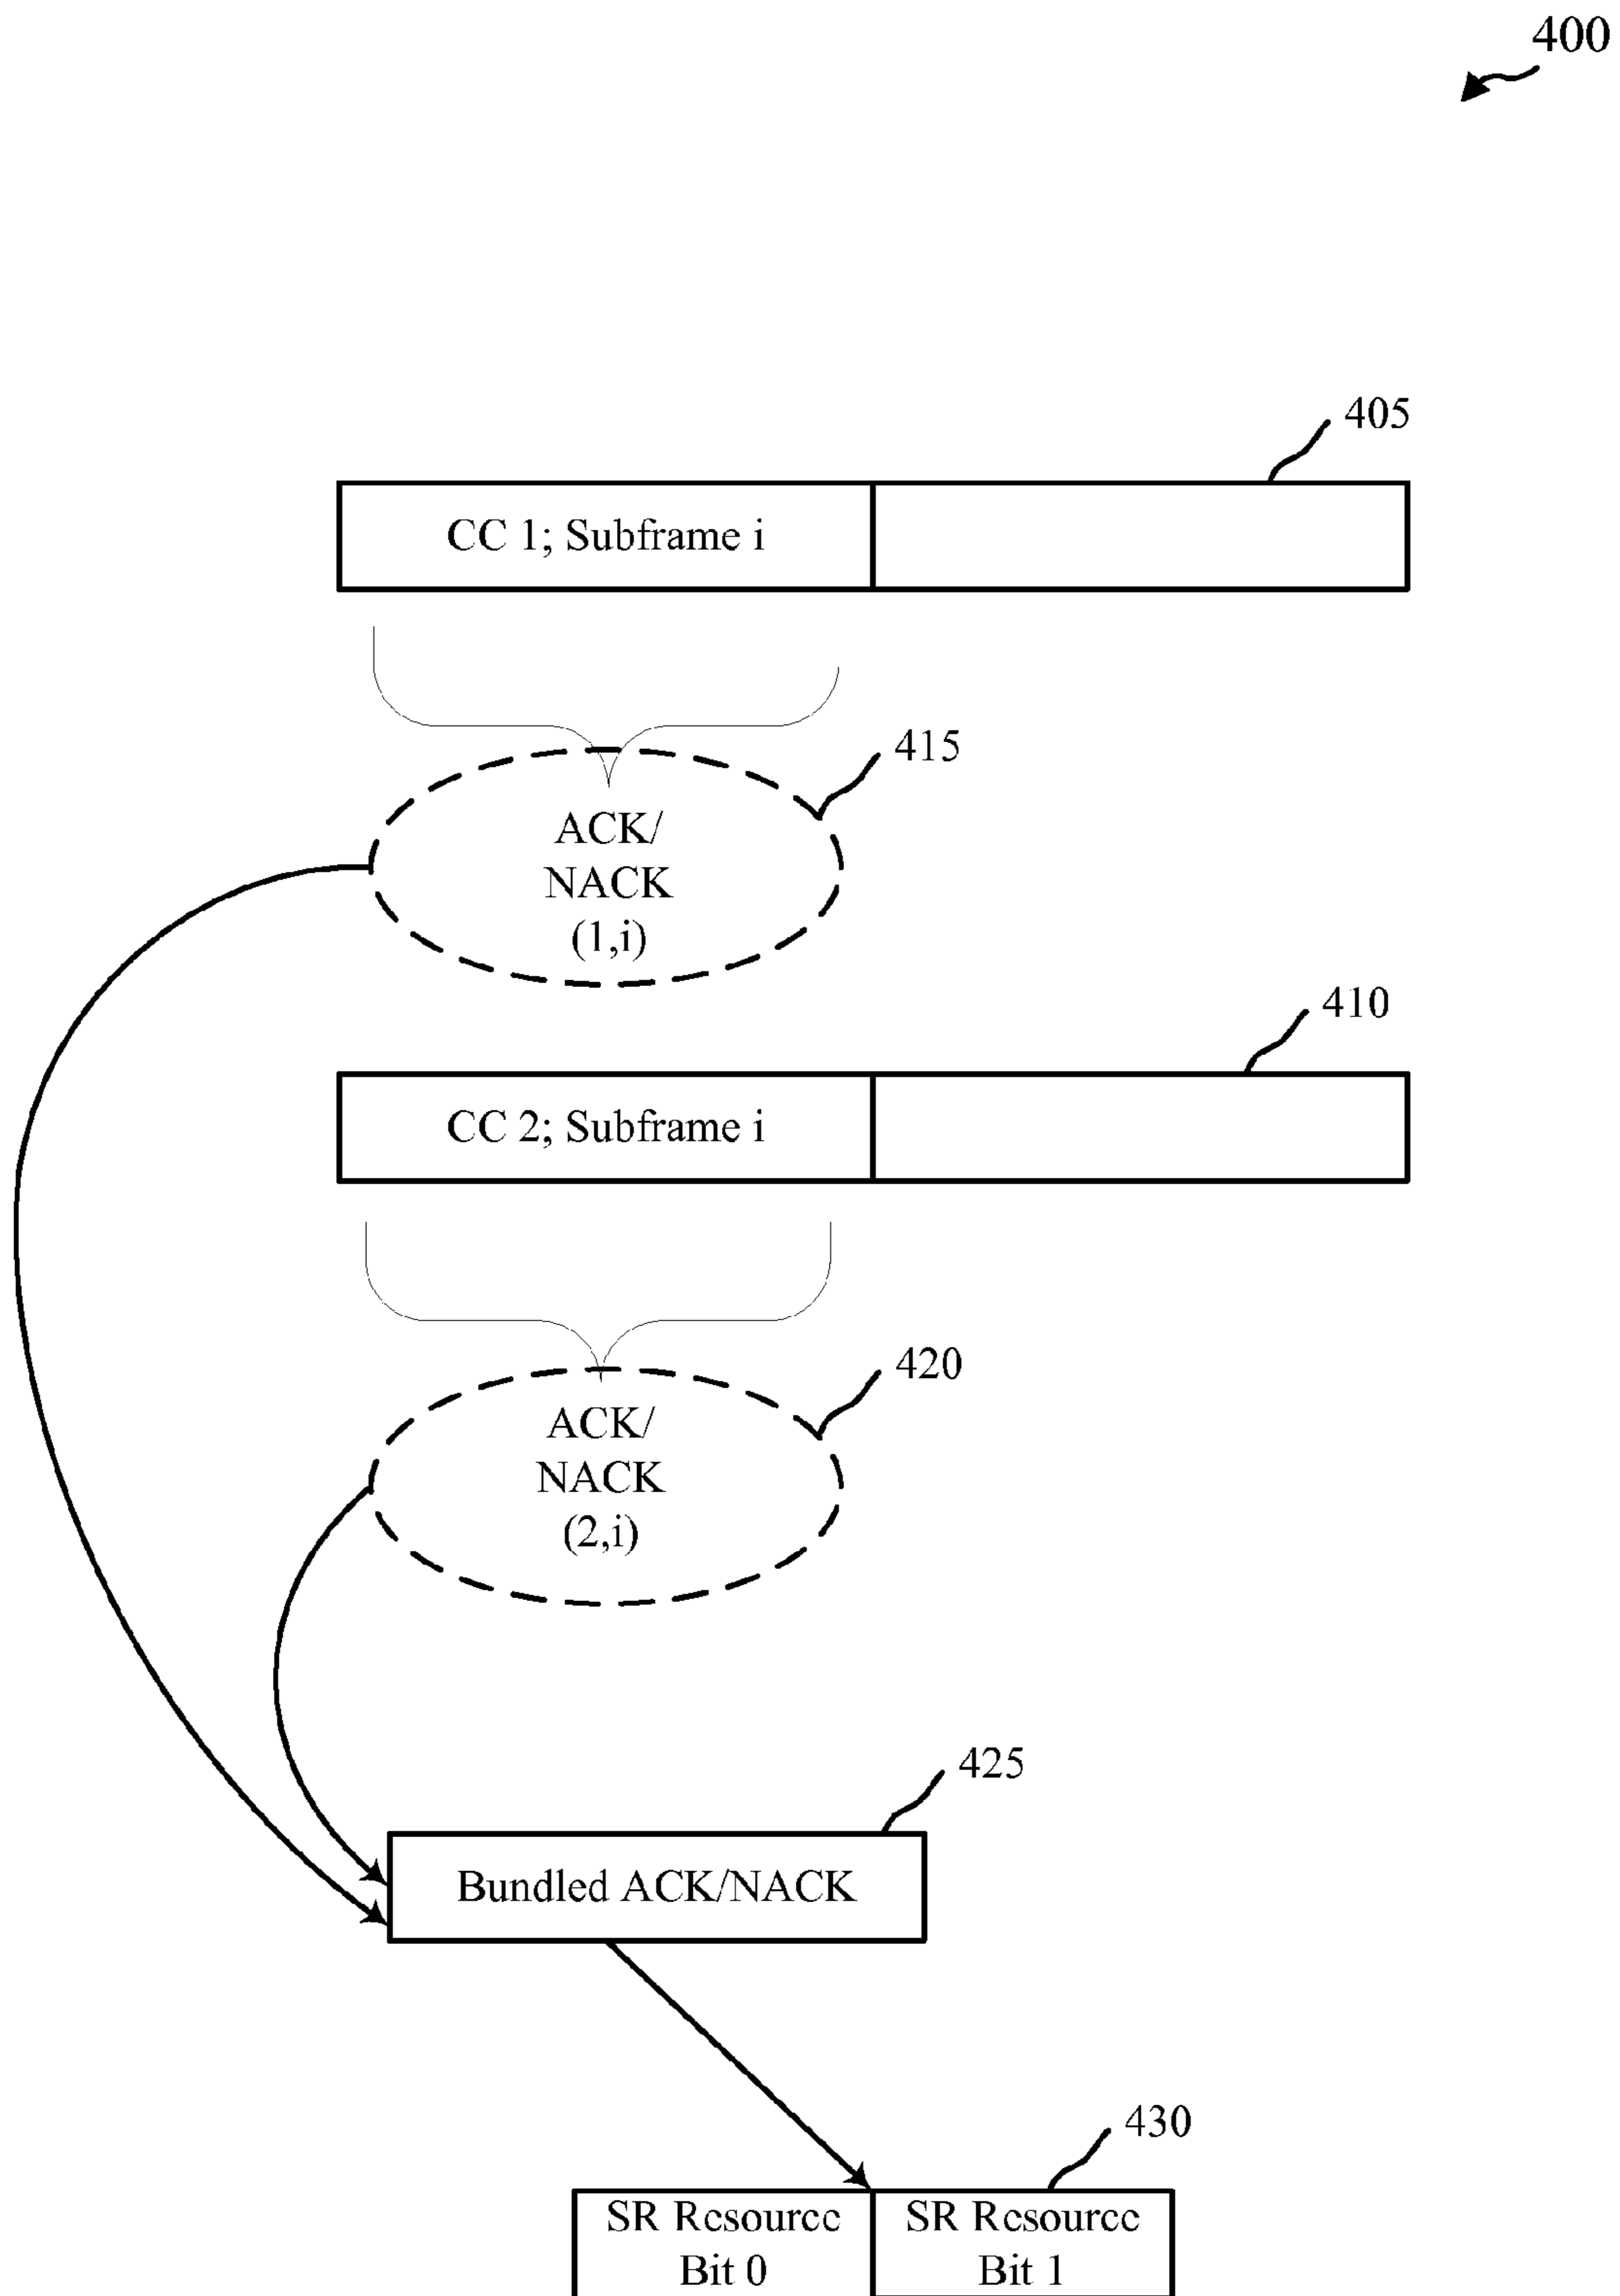 400
405
CC 1; Subframe i
415
ACK/
NACK
(1,i)
410
CC 2; Subframe i
420
ACK/
NACK
(2,i)
425
Bundled ACK/NACK
430
SR Resource
Bit 0
SR Resource
Bit 1